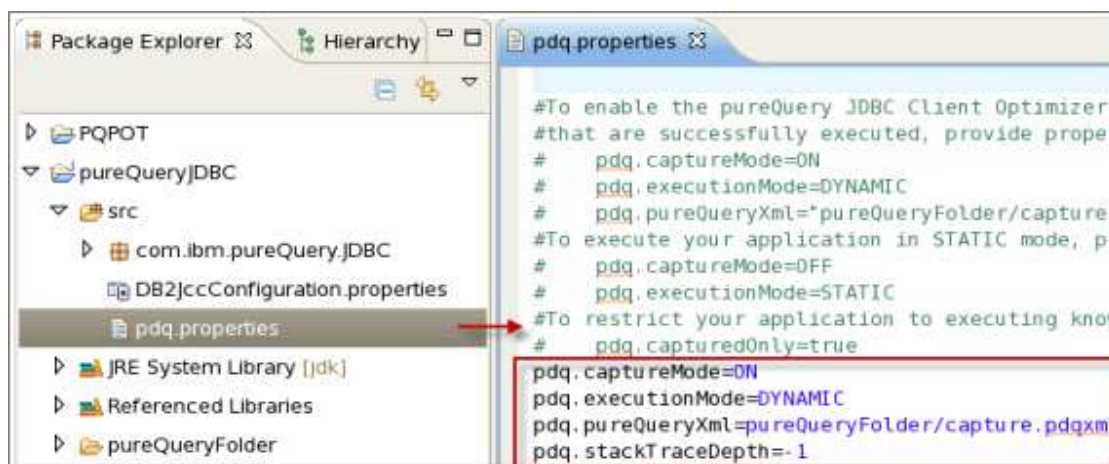 Package Explorer
Hierarchy
PQPOT
pureQueryJDBC
src
com.ibm.pureQuery.JDBC
DB2JccConfiguration.properties
pdq.properties
JRE System Library [jdk]
Referenced Libraries
pureQueryFolder
pdq.properties
#To enable the pureQuery JDBC Client Optimizer
#that are successfully executed, provide prope
#    pdq.captureMode=ON
#    pdq.executionMode=DYNAMIC
#    pdq.pureQueryXml="pureQueryFolder/capture
#To execute your application in STATIC mode, p
#    pdq.captureMode=OFF
#    pdq.executionMode=STATIC
#To restrict your application to executing know
#    pdq.capturedOnly=true
pdq.captureMode=ON
pdq.executionMode=DYNAMIC
pdq.pureQueryXml=pureQueryFolder/capture.pdqxm
pdq.stackTraceDepth=-1